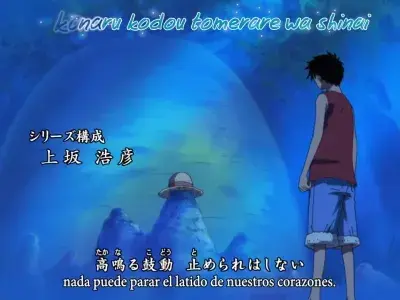 konaru kodou tomerare wa shinai
シリーズ構成
上坂 浩彦
たか な こ どう と
高鳴る鼓動 止められはしない
nada puede parar el latido de nuestros corazones.